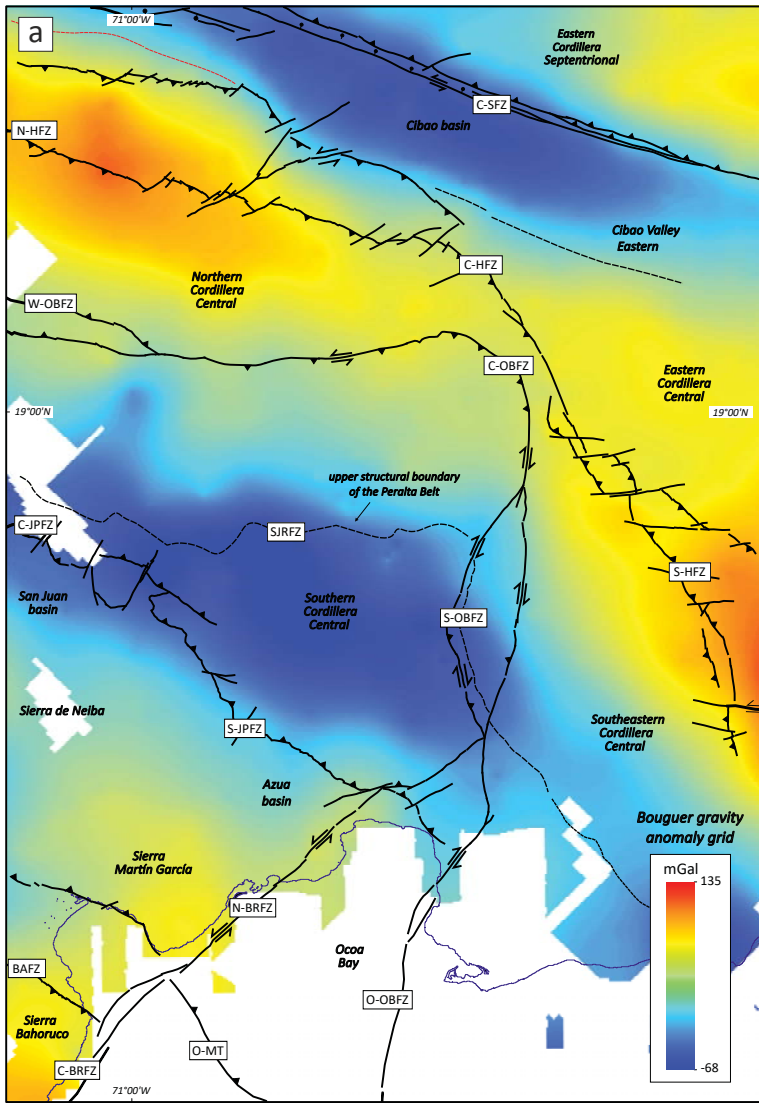 a
71°00'W
Eastern
Cordillera
Septentrional
C-SFZ
Cibao basin
N-HFZ
Cibao Valley
Eastern
C-HFZ
Northern
Cordillera
Central
W-OBFZ
C-OBFZ
Eastern
Cordillera
Central
19°00'N
19°00'N
upper structural boundary
of the Peralta Belt
C-JPFZ
SJRFZ
S-HFZ
San Juan
basin
Southern
Cordillera
Central
S-OBFZ
Sierra de Neiba
S-JPFZ
Southeastern
Cordillera
Central
Azua
basin
Bouguer gravity
anomaly grid
Sierra
Martín García
mGal
135
-68
N-BRFZ
Ocoa
Bay
BAFZ
O-OBFZ
Sierra
Bahoruco
O-MT
C-BRFZ
71°00'W